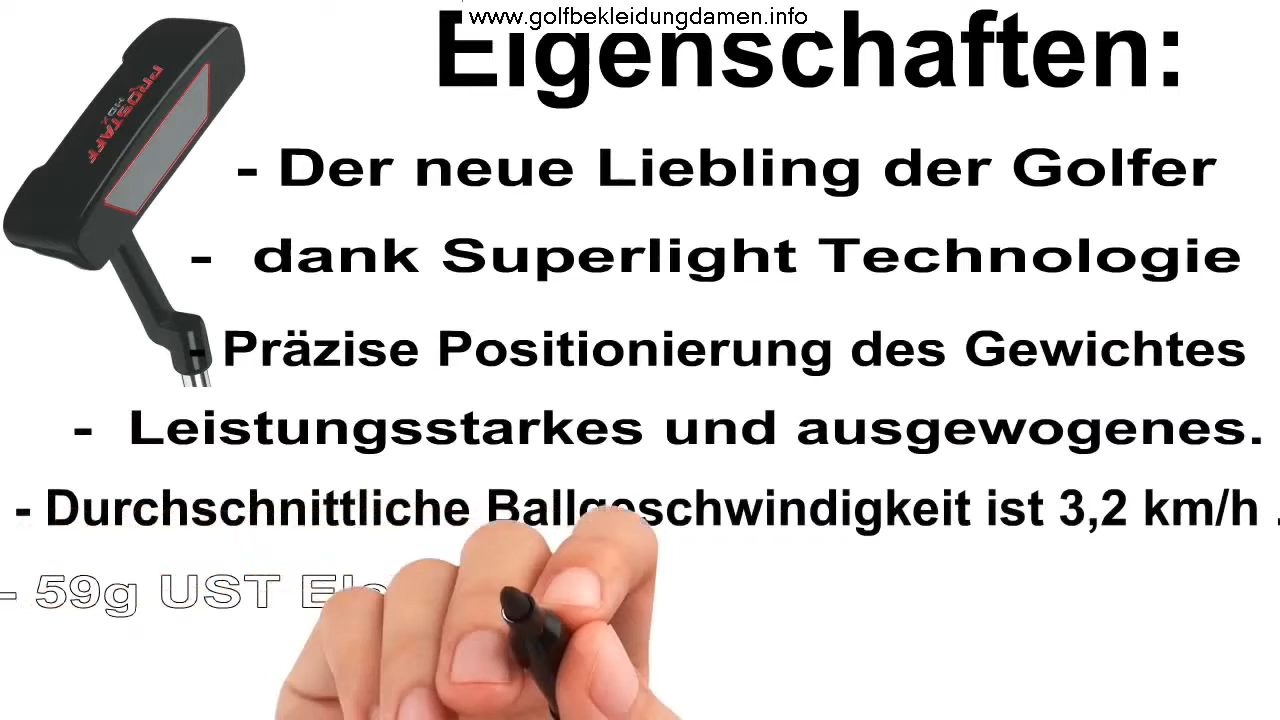 www.golfbekleidungdamen.info
Eigenschaften:
PROSTAFF
HDX
- Der neue Liebling der Golfer
- dank Superlight Technologie
- Präzise Positionierung des Gewichtes
- Leistungsstarkes und ausgewogenes.
- Durchschnittliche Ballgeschwindigkeit ist 3,2 km/h .
- 59g UST